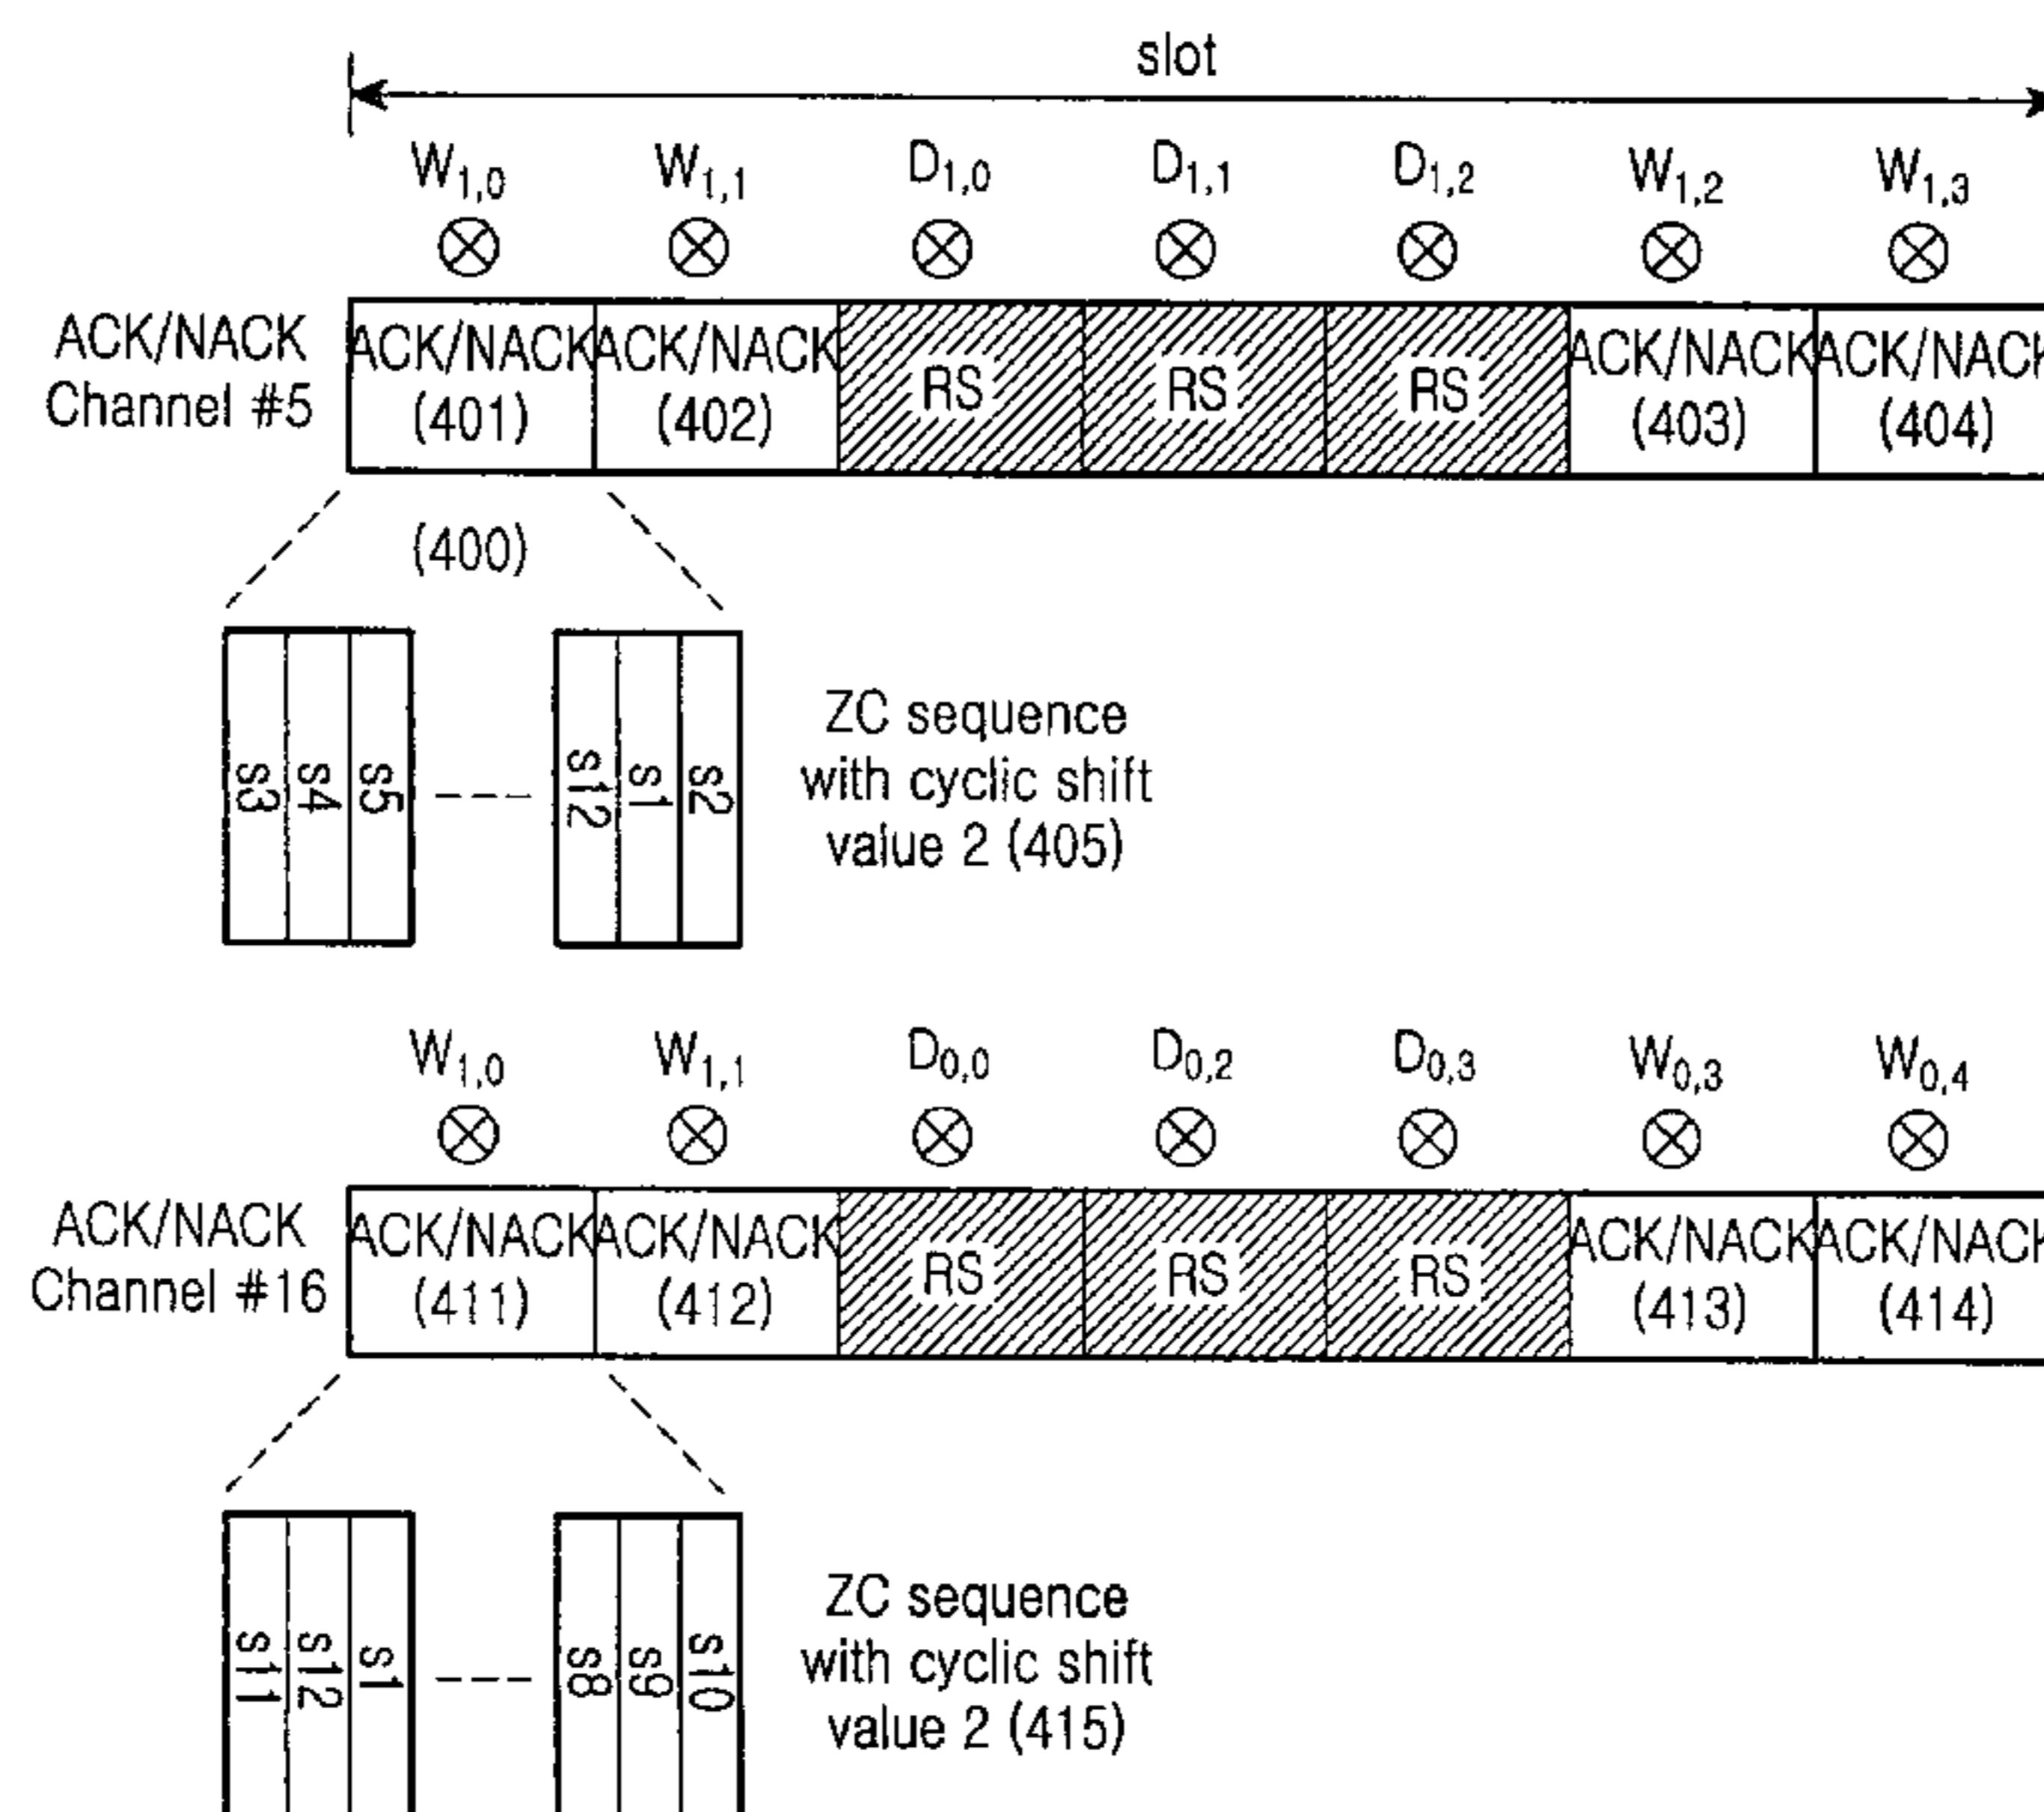 slot
W1,0 W1,1 D1,0 D1,1 D1,2 W1,2 W1,3
ACK/NACK
Channel #5
ACK/NACK
(401)
ACK/NACK
(402)
RS
RS
RS
ACK/NACK
(403)
ACK/NACK
(404)
(400)
s3 s4 s5 s12 s1 s2
ZC sequence
with cyclic shift
value 2 (405)
W1,0 W1,1 D0,0 D0,2 D0,3 W0,3 W0,4
ACK/NACK
Channel #16
ACK/NACK
(411)
ACK/NACK
(412)
RS
RS
RS
ACK/NACK
(413)
ACK/NACK
(414)
s11 s12 s1 s8 s9 s10
ZC sequence
with cyclic shift
value 2 (415)